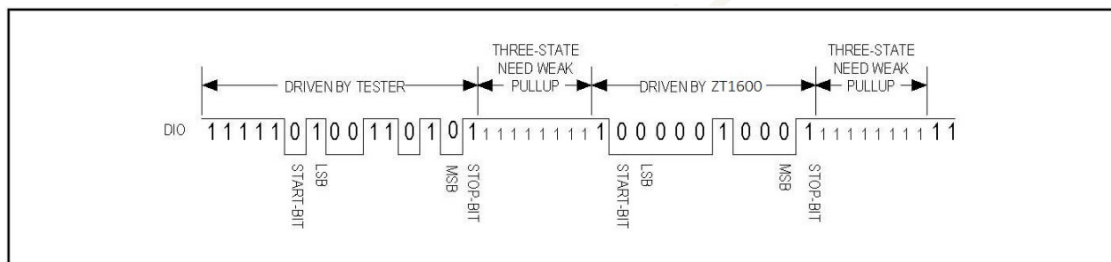 THREE-STATE NEED WEAK PULLUP
THREE-STATE NEED WEAK PULLUP
DRIVEN BY TESTER
DRIVEN BY ZT1600
DIO 1 1 1 1 1 0 1 0 0 1 1 0 1 0 1 1 1 1 1 1 1 1 1 1 0 0 0 0 0 1 0 0 0 1 1 1 1 1 1 1 1 1 1 1
START-BIT
LSB
MSB
STOP-BIT
START-BIT
LSB
MSB
STOP-BIT